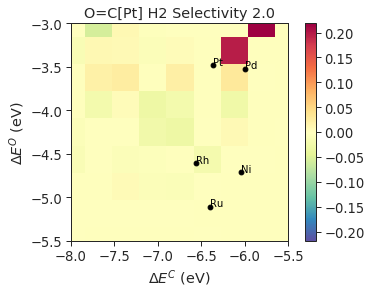 O=C[Pt] H2 Selectivity 2.0
−3.0
−3.5
−4.0
−4.5
−5.0
−5.5
ΔE^O (eV)
Pt
Pd
Rh
Ni
Ru
−8.0 −7.5 −7.0 −6.5 −6.0 −5.5
ΔE^C (eV)
0.20
0.15
0.10
0.05
0.00
−0.05
−0.10
−0.15
−0.20